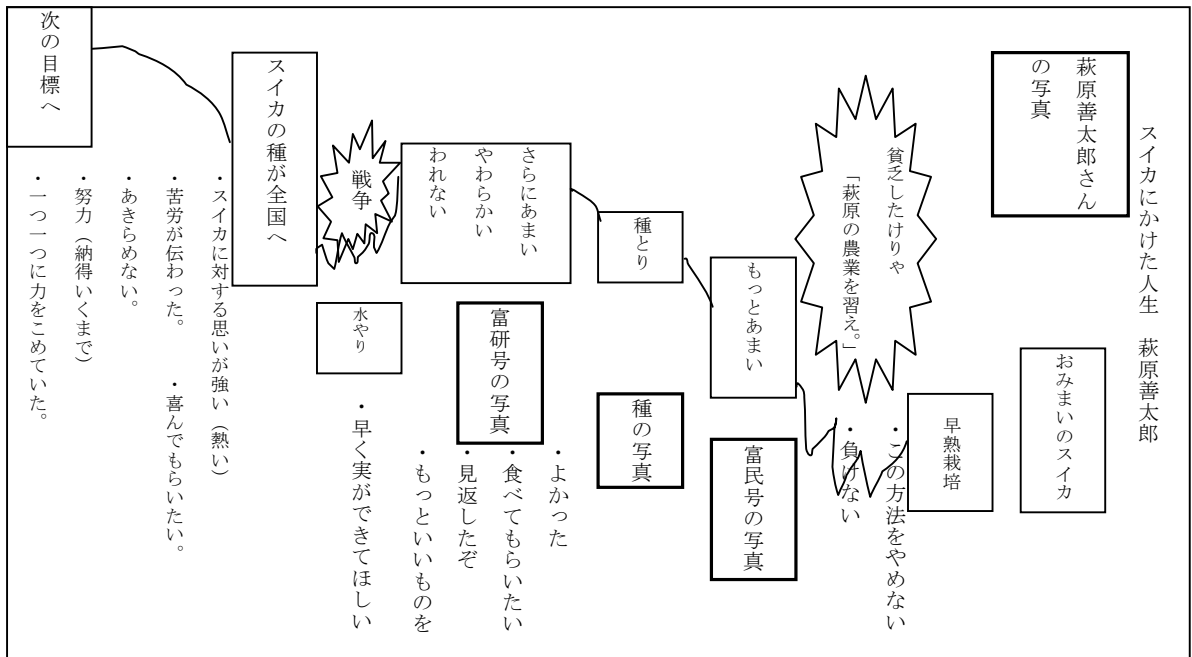 スイカにかけた人生　萩原善太郎
萩原善太郎さん
の写真
おみまいのスイカ
早熟栽培
・この方法をやめない
・負けない
貧乏したけりゃ
「萩原の農業を習え。」
もっとあまい
富民号の写真
種とり
種の写真
・よかった
・食べてもらいたい
・見返したぞ
・もっといいものを
さらにあまい
やわらかい
われない
富研号の写真
戦争
水やり
・早く実ができてほしい
スイカの種が全国へ
・スイカに対する思いが強い（熱い）
・苦労が伝わった。　・喜んでもらいたい。
・あきらめない。
・努力（納得いくまで）
・一つ一つに力をこめていた。
次の目標へ